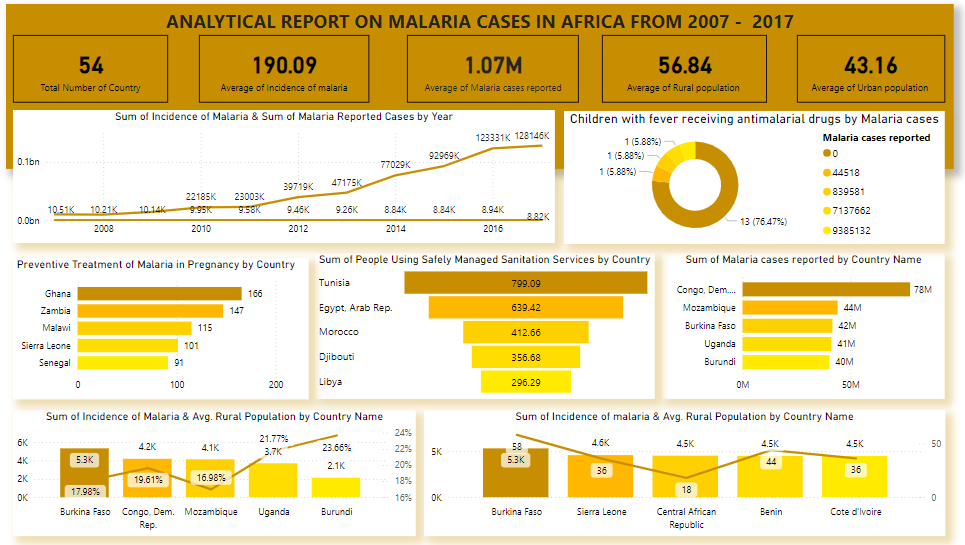 ANALYTICAL REPORT ON MALARIA CASES IN AFRICA FROM 2007 - 2017
54
Total Number of Country
190.09
Average of Incidence of malaria
1.07M
Average of Malaria cases reported
56.84
Average of Rural population
43.16
Average of Urban population
Sum of Incidence of Malaria & Sum of Malaria Reported Cases by Year
0.1bn
0.0bn
22185K 23003K 39719K 47175K 77029K 92969K 123331K 128146K
10.51K 10.21K 10.14K 9.95K 9.58K 9.46K 9.26K 8.84K 8.84K 8.94K 8.82K
2008 2010 2012 2014 2016
Children with fever receiving antimalarial drugs by Malaria cases
1 (5.88%)
1 (5.88%)
1 (5.88%)
13 (76.47%)
Malaria cases reported
0
44518
839581
7137662
9385132
Preventive Treatment of Malaria in Pregnancy by Country
Ghana 166
Zambia 147
Malawi 115
Sierra Leone 101
Senegal 91
0 100 200
Sum of People Using Safely Managed Sanitation Services by Country
Tunisia 799.09
Egypt, Arab Rep. 639.42
Morocco 412.66
Djibouti 356.68
Libya 296.29
Sum of Malaria cases reported by Country Name
Congo, Dem.... 78M
Mozambique 44M
Burkina Faso 42M
Uganda 41M
Burundi 40M
0M 50M
Sum of Incidence of Malaria & Avg. Rural Population by Country Name
6K
4K
2K
0K
5.3K 4.2K 4.1K 3.7K 2.1K
17.98% 19.61% 16.98% 21.77% 23.66%
24%
22%
20%
18%
16%
Burkina Faso Congo, Dem. Mozambique Uganda Burundi
Rep.
Sum of Incidence of malaria & Avg. Rural Population by Country Name
5K
0K
58 36 18 44 36
5.3K 4.6K 4.5K 4.5K 4.5K
50
0
Burkina Faso Sierra Leone Central African Benin Cote d'Ivoire
Republic